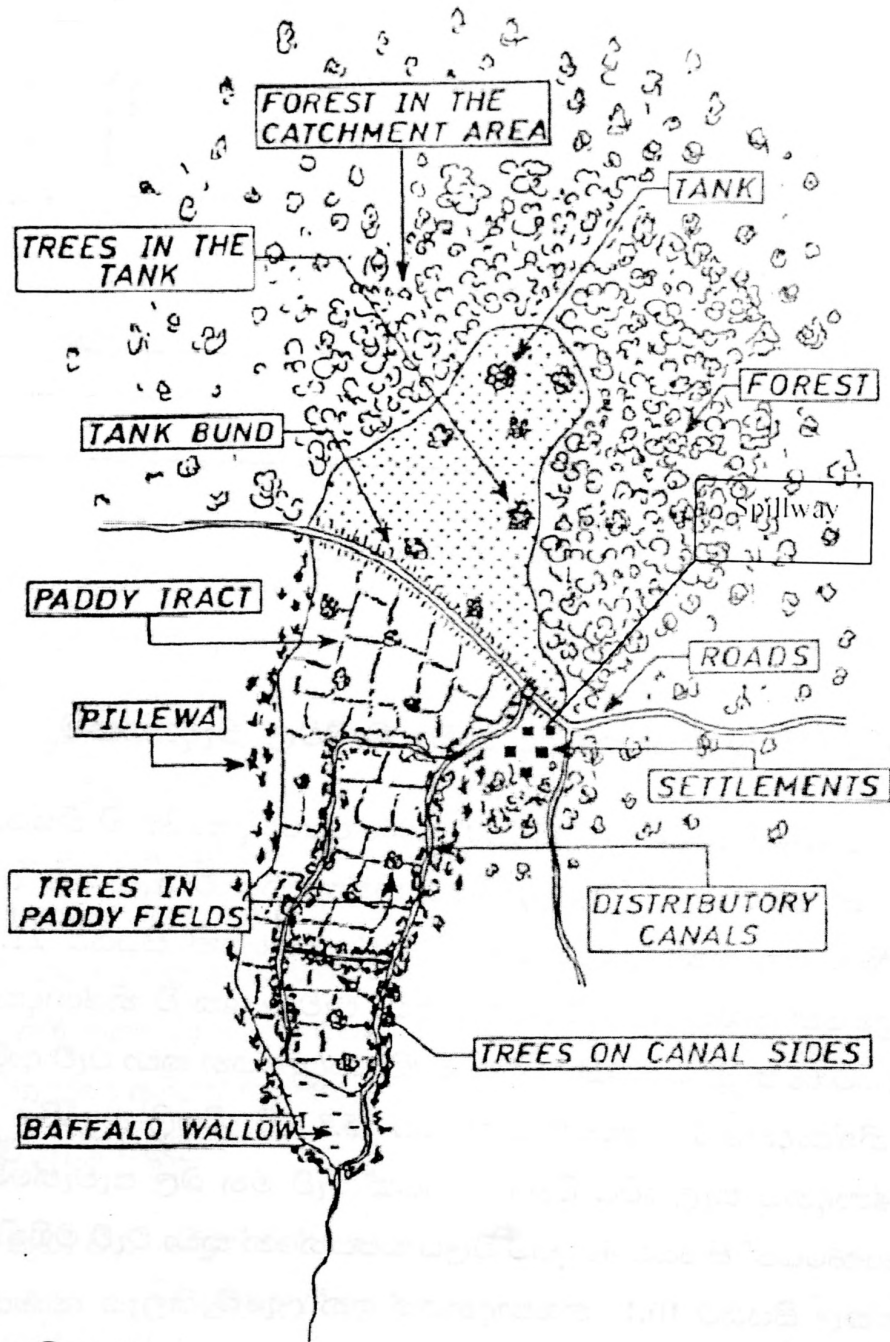 FOREST IN THE
CATCHMENT AREA
TANK
TREES IN THE
TANK
FOREST
TANK BUND
Spillway
PADDY TRACT
ROADS
'PILLEWA'
SETTLEMENTS
TREES IN
PADDY FIELDS
DISTRIBUTORY
CANALS
TREES ON CANAL SIDES
BAFFALO WALLOW